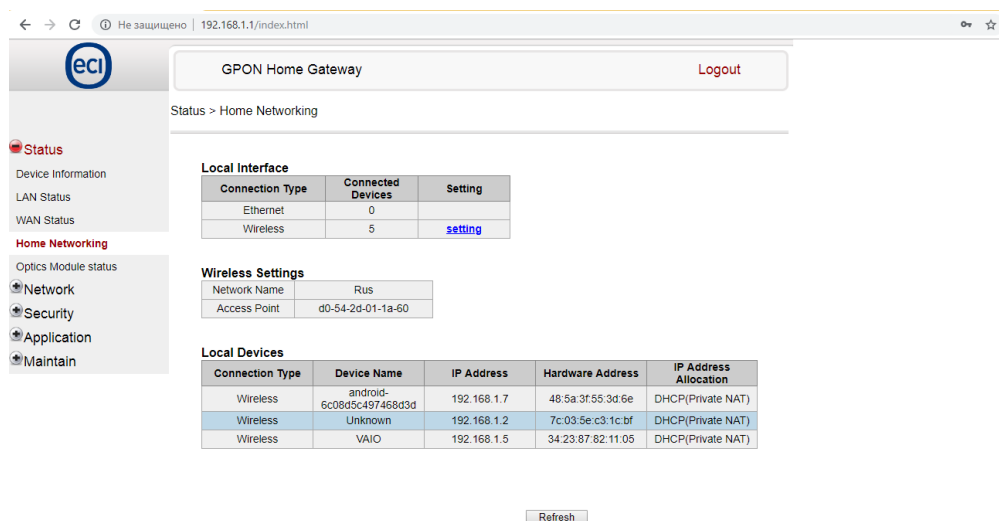 Не защищено | 192.168.1.1/index.html
eci
GPON Home Gateway
Logout
Status > Home Networking
Status
Device Information
LAN Status
WAN Status
Home Networking
Optics Module status
Network
Security
Application
Maintain
Local Interface
Connection Type Connected Devices Setting
Ethernet 0
Wireless 5 setting
Wireless Settings
Network Name Rus
Access Point d0-54-2d-01-1a-60
Local Devices
Connection Type Device Name IP Address Hardware Address IP Address Allocation
Wireless android-6c08d5c497468d3d 192.168.1.7 48:5a:3f:55:3d:6e DHCP(Private NAT)
Wireless Unknown 192.168.1.2 7c:03:5e:c3:1c:bf DHCP(Private NAT)
Wireless VAIO 192.168.1.5 34:23:87:82:11:05 DHCP(Private NAT)
Refresh